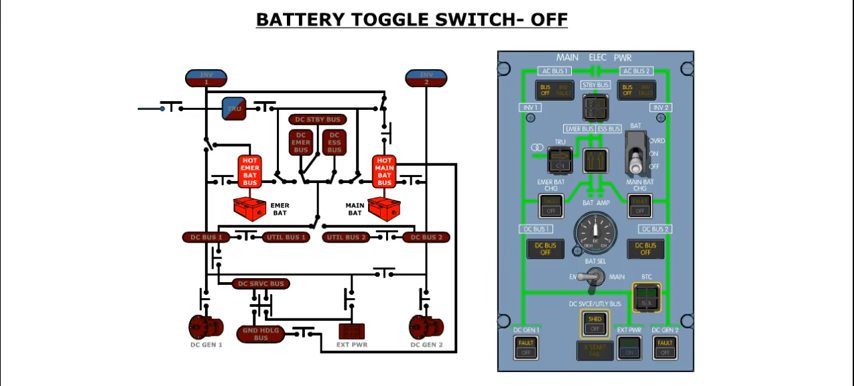 BATTERY TOGGLE SWITCH- OFF
INV
1
INV
2
TRU
DC STBY BUS
DC
EMER
BUS
DC
ESS
BUS
HOT
EMER
BAT
BUS
HOT
MAIN
BAT
BUS
EMER
BAT
MAIN
BAT
DC BUS 1
UTIL BUS 1
UTIL BUS 2
DC BUS 2
DC SRVC BUS
GND HDLG
BUS
DC GEN 1
EXT PWR
DC GEN 2
MAIN ELEC PWR
AC BUS 1
AC BUS 2
BUS
OFF
BUS
OFF
STBY BUS
INV 1
INV 2
EMER BUS
ESS BUS
BAT
OVRD
ON
OFF
TRU
EMER BAT
CHG
MAIN BAT
CHG
OFF
OFF
BAT AMP
DC
DC BUS 1
DC BUS 2
DC BUS
OFF
DC BUS
OFF
BAT SEL
MAIN
BTC
DC SVCE/UTLY BUS
SHED
OFF
DC GEN 1
EXT PWR
DC GEN 2
FAULT
OFF
ON
FAULT
OFF